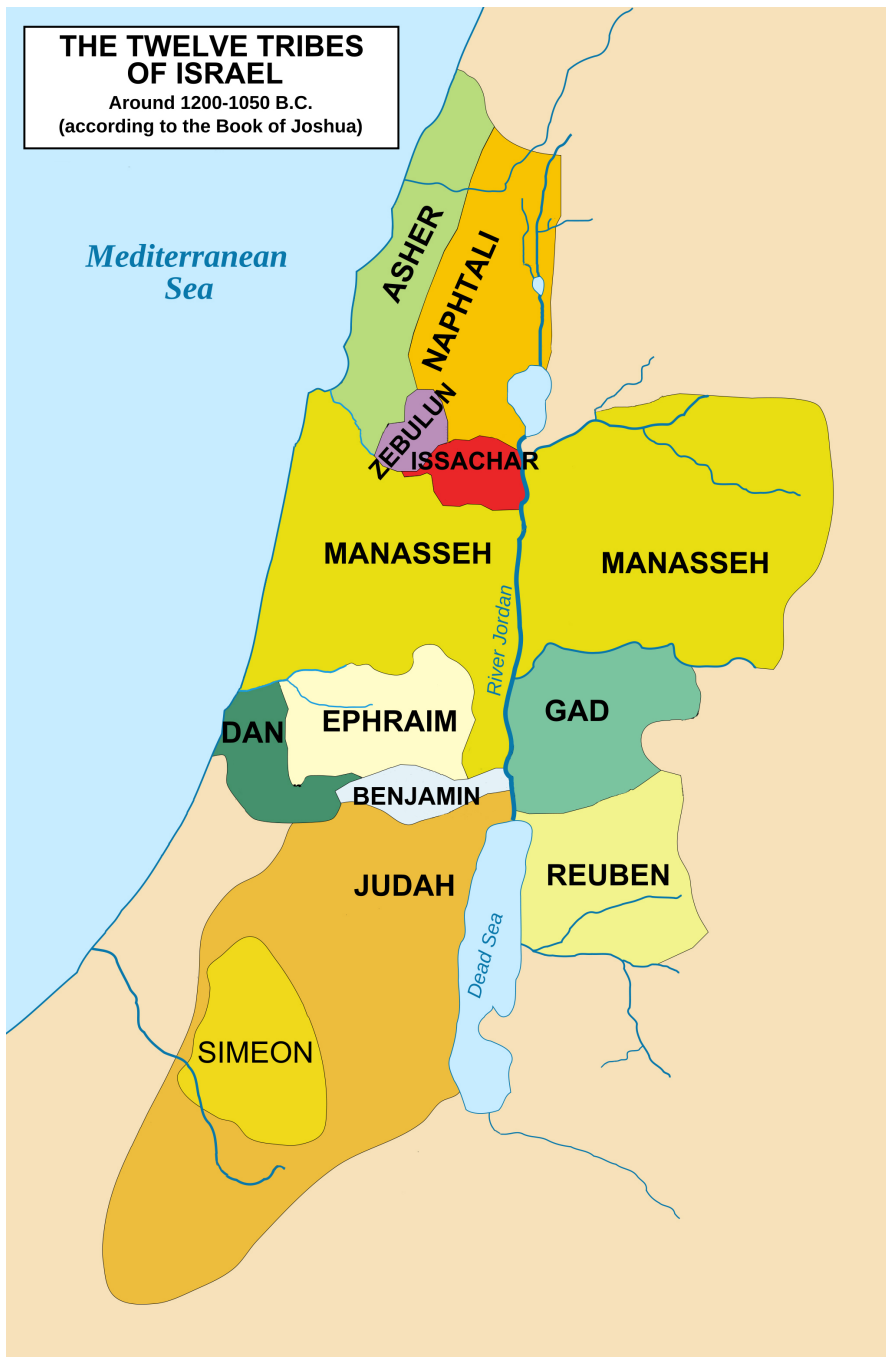 THE TWELVE TRIBES
OF ISRAEL
Around 1200-1050 B.C.
(according to the Book of Joshua)
Mediterranean
Sea
ASHER
NAPHTALI
ZEBULUN
ISSACHAR
MANASSEH
MANASSEH
River Jordan
DAN
EPHRAIM
GAD
BENJAMIN
JUDAH
REUBEN
Dead Sea
SIMEON